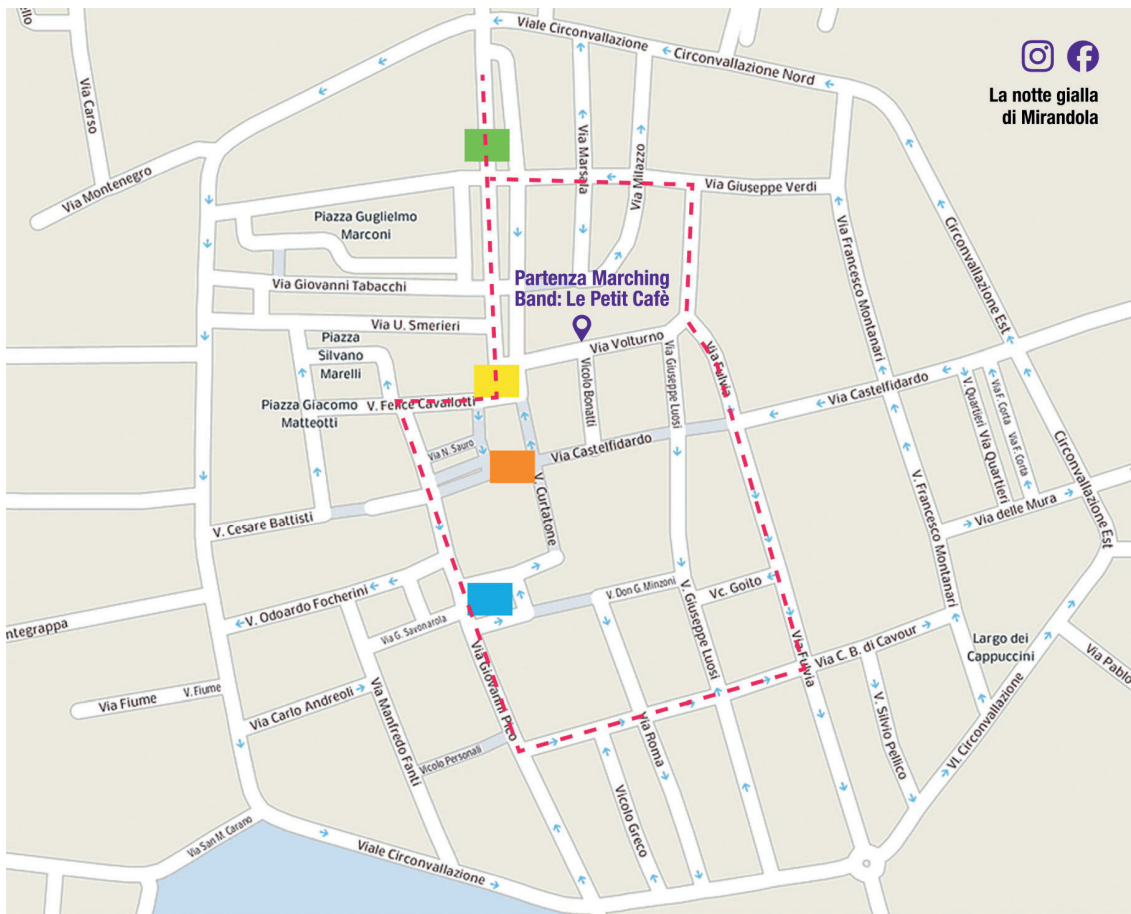 ello
Viale Circonvallazione
Circonvallazione Nord
La notte gialla
di Mirandola
Via Carso
Via Montenegro
Via Marsala
Via Milazzo
Via Giuseppe Verdi
Piazza Guglielmo
Marconi
Via Francesco Montanari
Circonvallazione Est
Via Giovanni Tabacchi
Partenza Marching
Band: Le Petit Cafè
Via U. Smerieri
Via Volturno
Piazza
Silvano
Marelli
Vicolo Bonatti
Via Giuseppe Luosi
Via Fulvia
Piazza Giacomo
Matteotti
V. Felice Cavallotti
Via Castelfidardo
V. Quartieri
Via Quartieri
Via F. Corta
Via F. Corta
Circonvallazione Est
Via N. Sauro
Via Castelfidardo
V. Curtatone
V. Cesare Battisti
V. Francesco Montanari
Via delle Mura
V. Odoardo Focherini
V. Don G. Minzoni
Vc. Goito
V. Giuseppe Luosi
ntegrappa
Via G. Savonarola
Via Fulvia
Via C. B. di Cavour
Largo dei
Cappuccini
Via Pablo
Via Giovanni Pico
Via Fiume
V. Fiume
Via Carlo Andreoli
Via Manfredo Fanti
Via Roma
V. Silvio Pellico
Vl. Circonvallazione
Vicolo Personali
Vicolo Greco
Via San M. Carano
Viale Circonvallazione